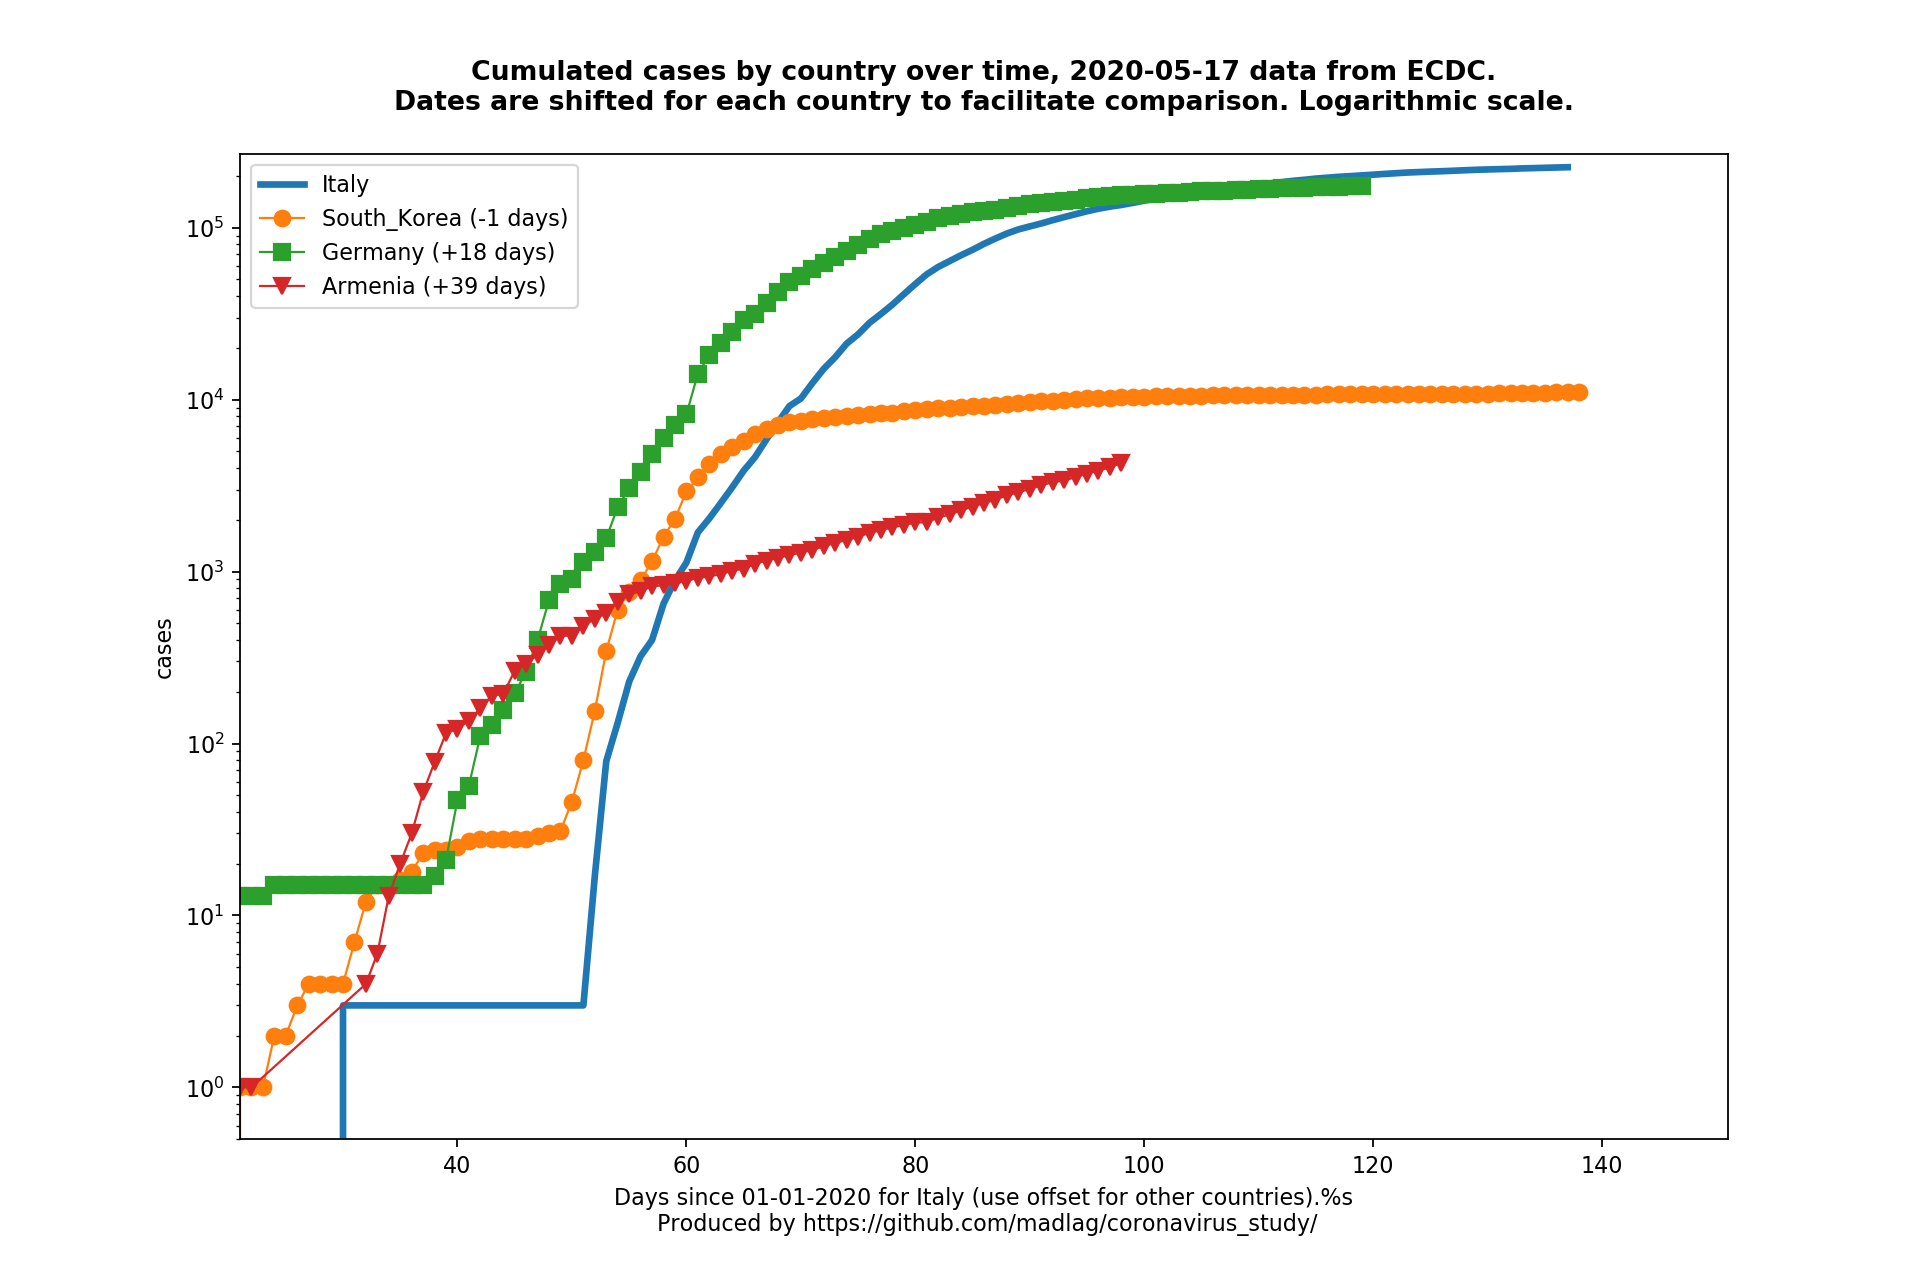 Cumulated cases by country over time, 2020-05-17 data from ECDC.
Dates are shifted for each country to facilitate comparison. Logarithmic scale.
Italy
South_Korea (-1 days)
Germany (+18 days)
Armenia (+39 days)
10^5
10^4
10^3
10^2
10^1
10^0
cases
40 60 80 100 120 140
Days since 01-01-2020 for Italy (use offset for other countries).%s
Produced by https://github.com/madlag/coronavirus_study/